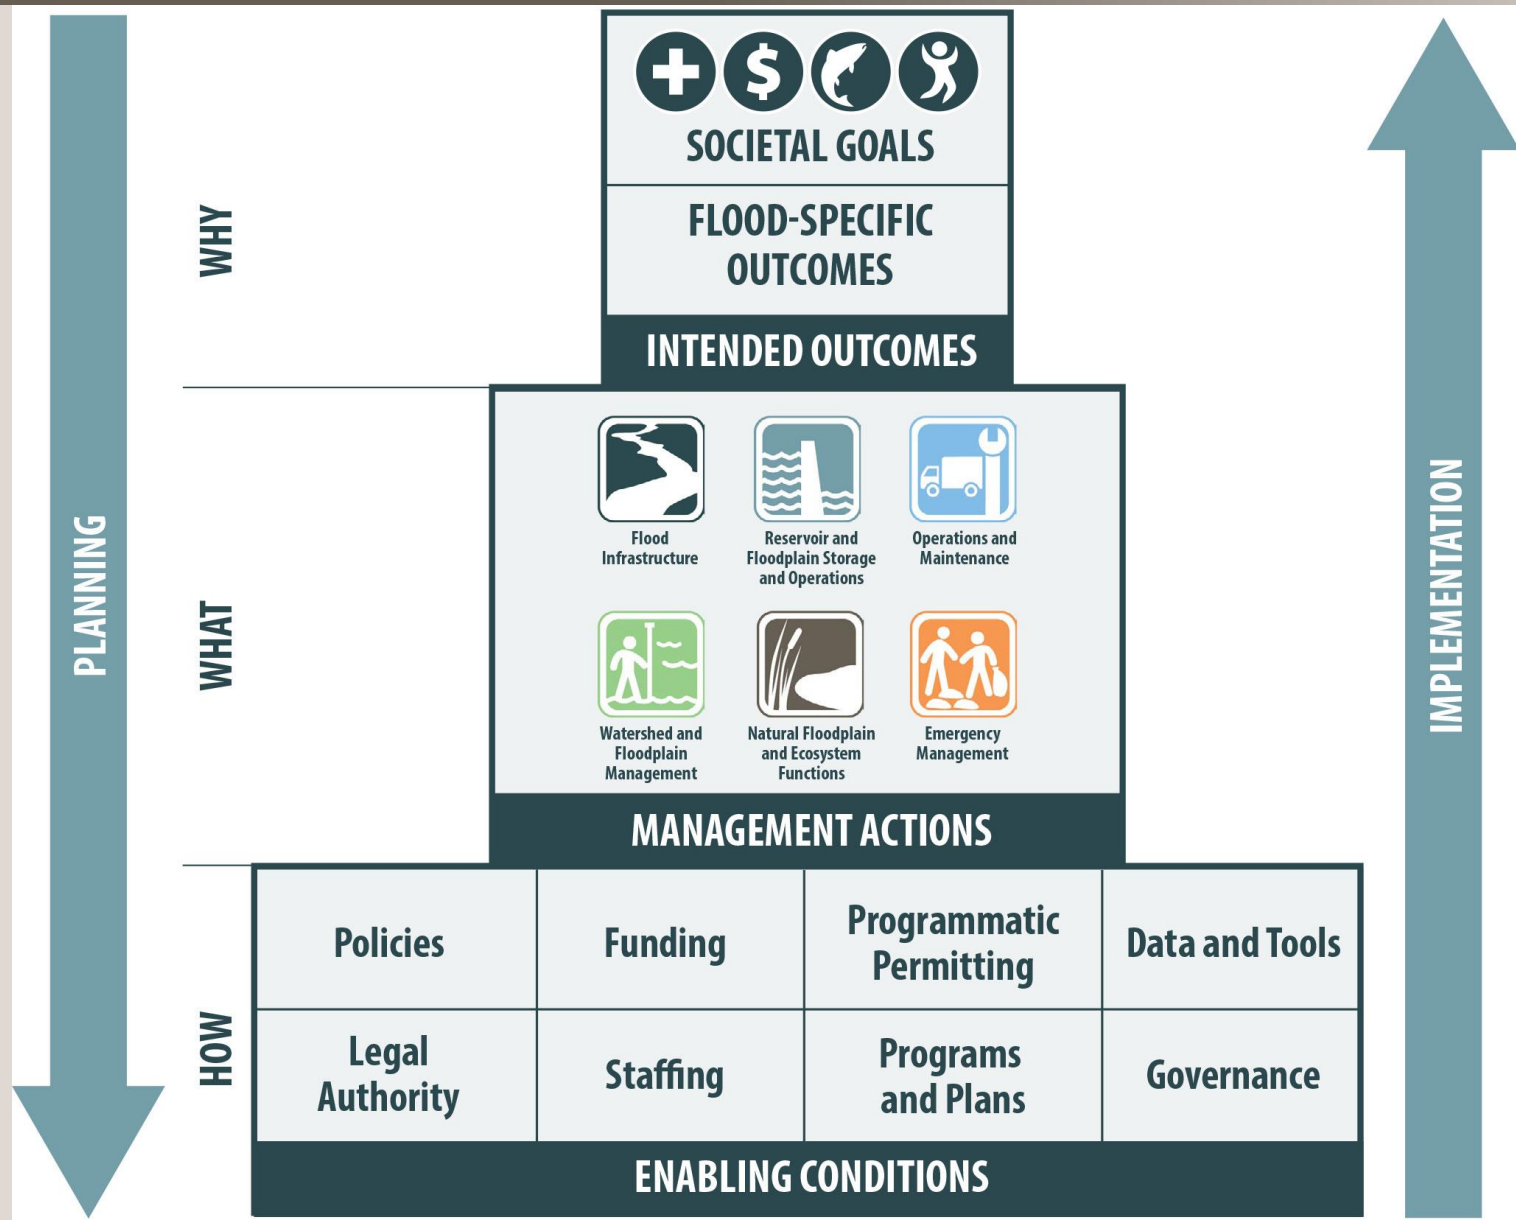 $
SOCIETAL GOALS
FLOOD-SPECIFIC
OUTCOMES
INTENDED OUTCOMES
WHY
PLANNING
WHAT
Flood
Infrastructure
Reservoir and
Floodplain Storage
and Operations
Operations and
Maintenance
Watershed and
Floodplain
Management
Natural Floodplain
and Ecosystem
Functions
Emergency
Management
MANAGEMENT ACTIONS
IMPLEMENTATION
HOW
Policies
Funding
Programmatic
Permitting
Data and Tools
Legal
Authority
Staffing
Programs
and Plans
Governance
ENABLING CONDITIONS